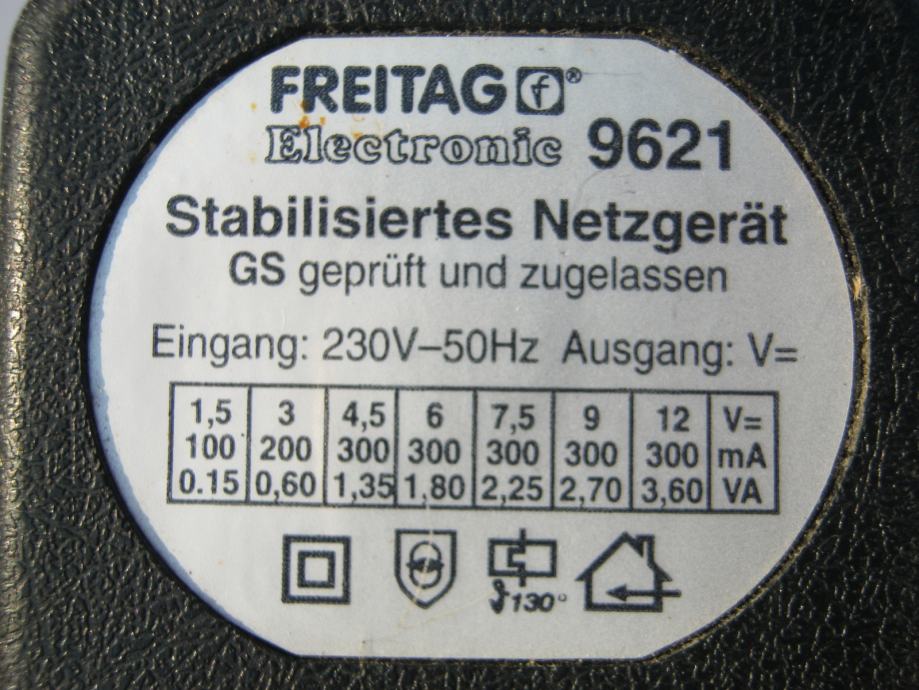 FREITAG f®
Electronic 9621
Stabilisiertes Netzgerät
GS geprüft und zugelassen
Eingang: 230V–50Hz Ausgang: V=
1,5 3 4,5 6 7,5 9 12 V=
100 200 300 300 300 300 300 mA
0.15 0,60 1,35 1,80 2,25 2,70 3,60 VA
ϑ130°